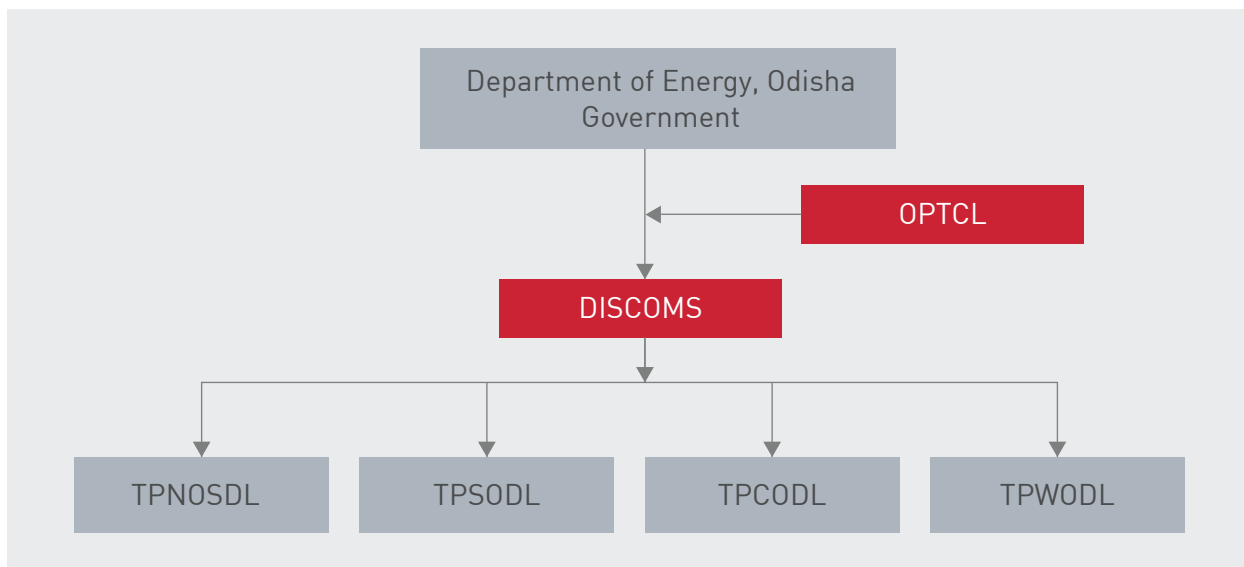 Department of Energy, Odisha
Government
OPTCL
DISCOMS
TPNOSDL
TPSODL
TPCODL
TPWODL